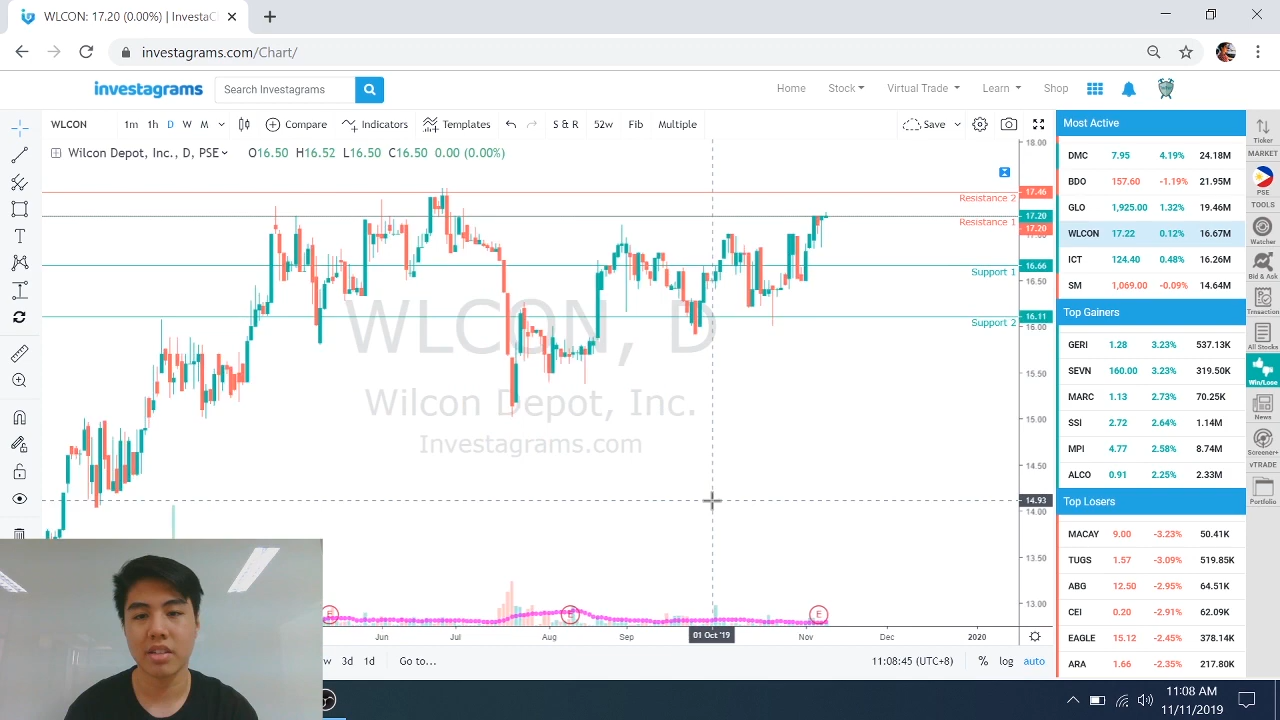 WLCON: 17.20 (0.00%) | InvestaG
investagrams.com/Chart/
investagrams
Search Investagrams
Home Stock Virtual Trade Learn Shop
WLCON 1m 1h D W M Compare Indicators Templates S & R 52w Fib Multiple Save
Wilcon Depot, Inc., D, PSE O16.50 H16.52 L16.50 C16.50 0.00 (0.00%)
18.00
17.46
Resistance 2
17.20
Resistance 1
17.20
16.66
Support 1
16.50
16.11
Support 2
16.00
15.50
15.00
14.93
14.50
14.00
13.50
13.00
WLCON, D
Wilcon Depot, Inc.
Investagrams.com
E E E
Jun Jul Aug Sep 01 Oct '19 Nov Dec 2020
3d 1d Go to... 11:08:45 (UTC+8) % log auto
Most Active
DMC 7.95 4.19% 24.18M
BDO 157.60 -1.19% 21.95M
GLO 1,925.00 1.32% 19.46M
WLCON 17.22 0.12% 16.67M
ICT 124.40 0.48% 16.26M
SM 1,069.00 -0.09% 14.64M
Top Gainers
GERI 1.28 3.23% 537.13K
SEVN 160.00 3.23% 319.50K
MARC 1.13 2.73% 70.25K
SSI 2.72 2.64% 1.14M
MPI 4.77 2.58% 8.74M
ALCO 0.91 2.25% 2.33M
Top Losers
MACAY 9.00 -3.23% 50.41K
TUGS 1.57 -3.09% 519.85K
ABG 12.50 -2.95% 64.51K
CEI 0.20 -2.91% 62.09K
EAGLE 15.12 -2.45% 378.14K
ARA 1.66 -2.35% 217.80K
Ticker
MARKET
PSE
TOOLS
Watcher
Bid & Ask
Trnsaction
All Stocks
Win/Lose
News
Screener+
vTRADE
Portfolio
11:08 AM
11/11/2019